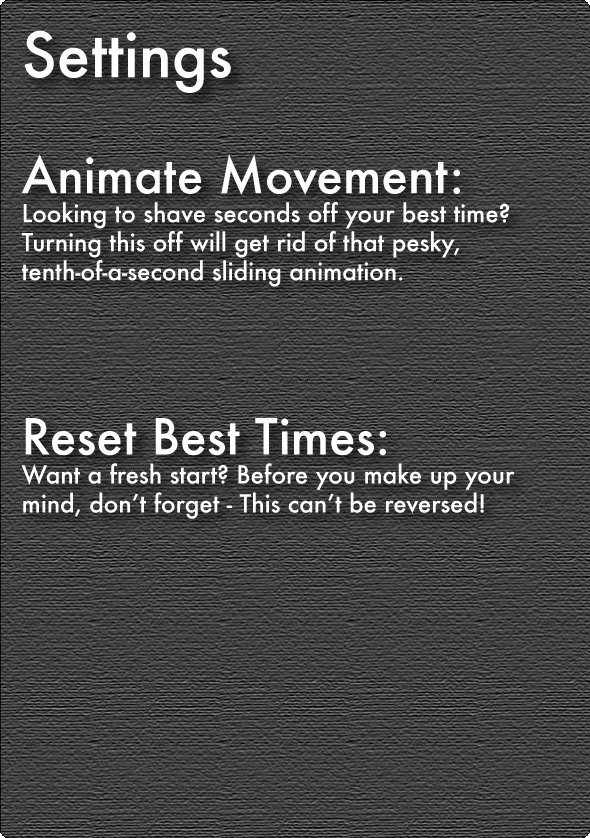 Settings
Animate Movement:
Looking to shave seconds off your best time?
Turning this off will get rid of that pesky,
tenth-of-a-second sliding animation.
Reset Best Times:
Want a fresh start? Before you make up your
mind, don’t forget - This can’t be reversed!